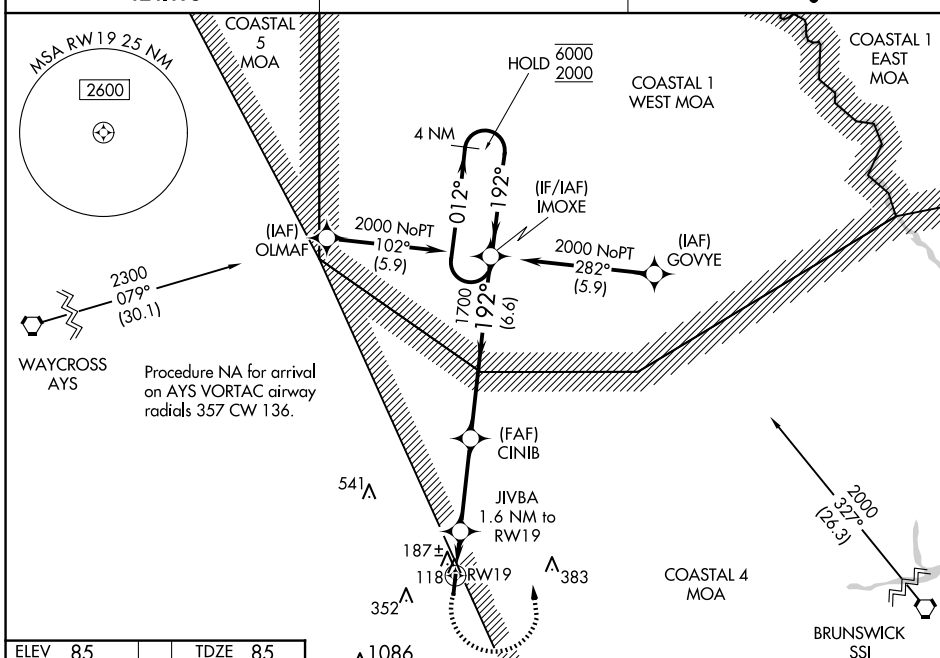 COASTAL
5
MOA
MSA RW 19 25 NM
2600
HOLD 6000
2000
COASTAL 1
WEST MOA
COASTAL 1
EAST
MOA
4 NM
012°
192°
(IF/IAF)
IMOXE
(IAF)
OLMAF
2000 NoPT
102°
(5.9)
2000 NoPT
282°
(5.9)
(IAF)
GOVYE
2300
079°
(30.1)
WAYCROSS
AYS
1700
192°
(6.6)
Procedure NA for arrival
on AYS VORTAC airway
radials 357 CW 136.
(FAF)
CINIB
541
JIVBA
1.6 NM to
RW19
187±
118
RW19
383
352
1086
COASTAL 4
MOA
2000
327°
(26.3)
BRUNSWICK
SSI
ELEV 85
TDZE 85